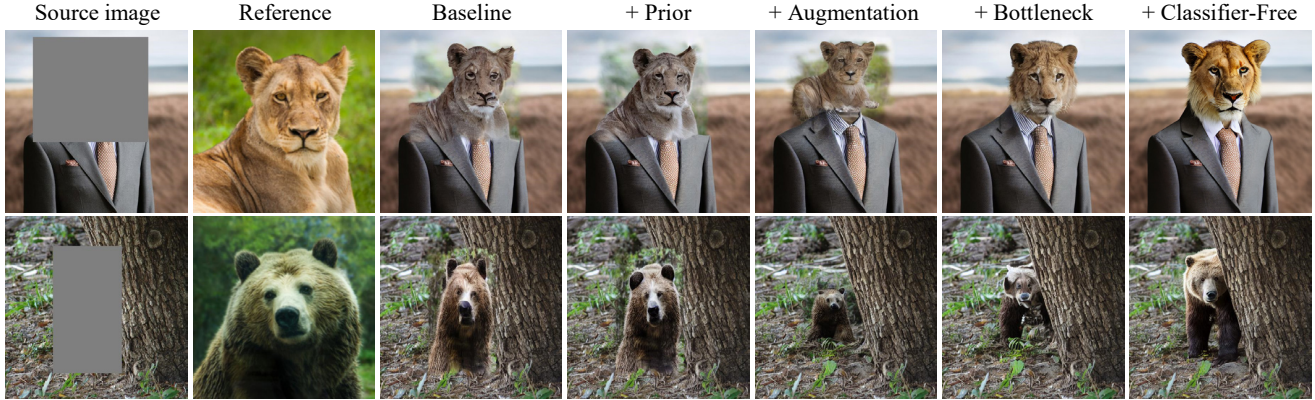 Source image Reference Baseline + Prior + Augmentation + Bottleneck + Classifier-Free